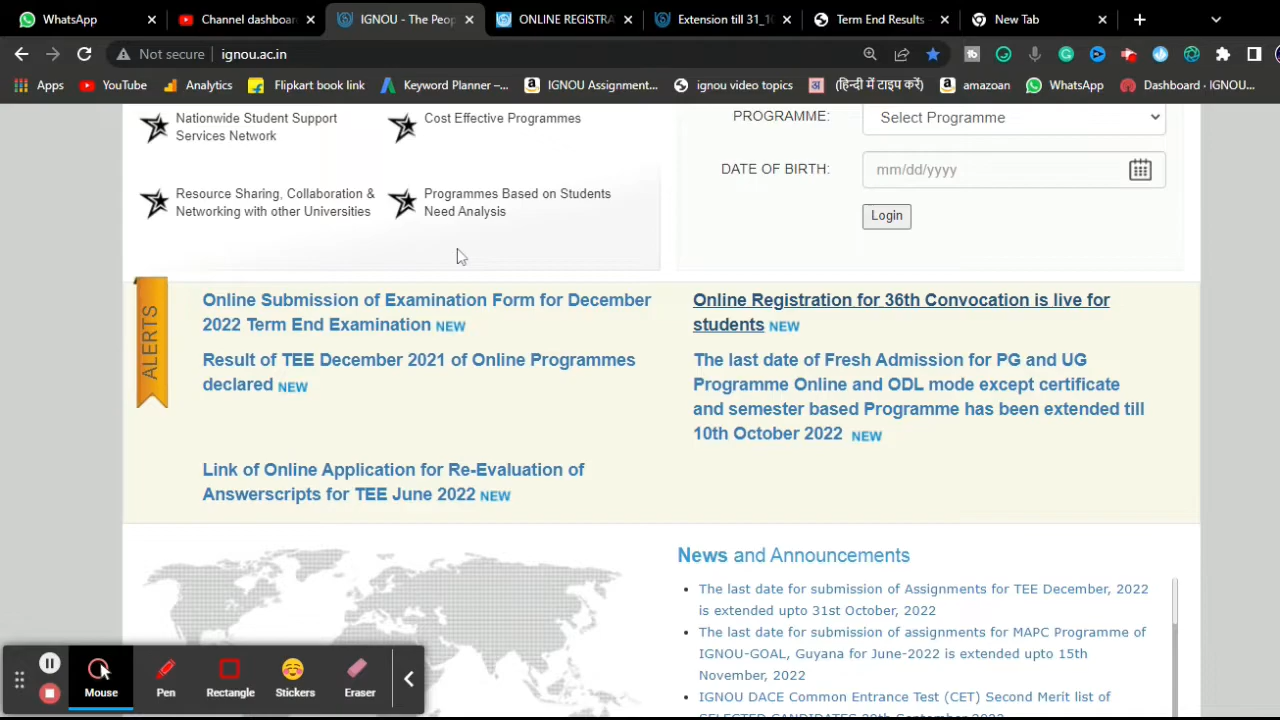 WhatsApp
Channel dashboar
IGNOU - The Peop
ONLINE REGISTRA
Extension till 31_1
Term End Results -
New Tab
Not secure
ignou.ac.in
Apps
YouTube
Analytics
Flipkart book link
Keyword Planner –...
IGNOU Assignment...
ignou video topics
(हिन्दी में टाइप करें)
amazoan
WhatsApp
Dashboard - IGNOU...
Nationwide Student Support
Services Network
Cost Effective Programmes
Resource Sharing, Collaboration &
Networking with other Universities
Programmes Based on Students
Need Analysis
PROGRAMME:
Select Programme
DATE OF BIRTH:
mm/dd/yyyy
Login
ALERTS
Online Submission of Examination Form for December
2022 Term End Examination NEW
Result of TEE December 2021 of Online Programmes
declared NEW
Link of Online Application for Re-Evaluation of
Answerscripts for TEE June 2022 NEW
Online Registration for 36th Convocation is live for
students NEW
The last date of Fresh Admission for PG and UG
Programme Online and ODL mode except certificate
and semester based Programme has been extended till
10th October 2022 NEW
News and Announcements
The last date for submission of Assignments for TEE December, 2022
is extended upto 31st October, 2022
The last date for submission of assignments for MAPC Programme of
IGNOU-GOAL, Guyana for June-2022 is extended upto 15th
November, 2022
IGNOU DACE Common Entrance Test (CET) Second Merit list of
SELECTED CANDIDATES 29th September 2022
Mouse
Pen
Rectangle
Stickers
Eraser